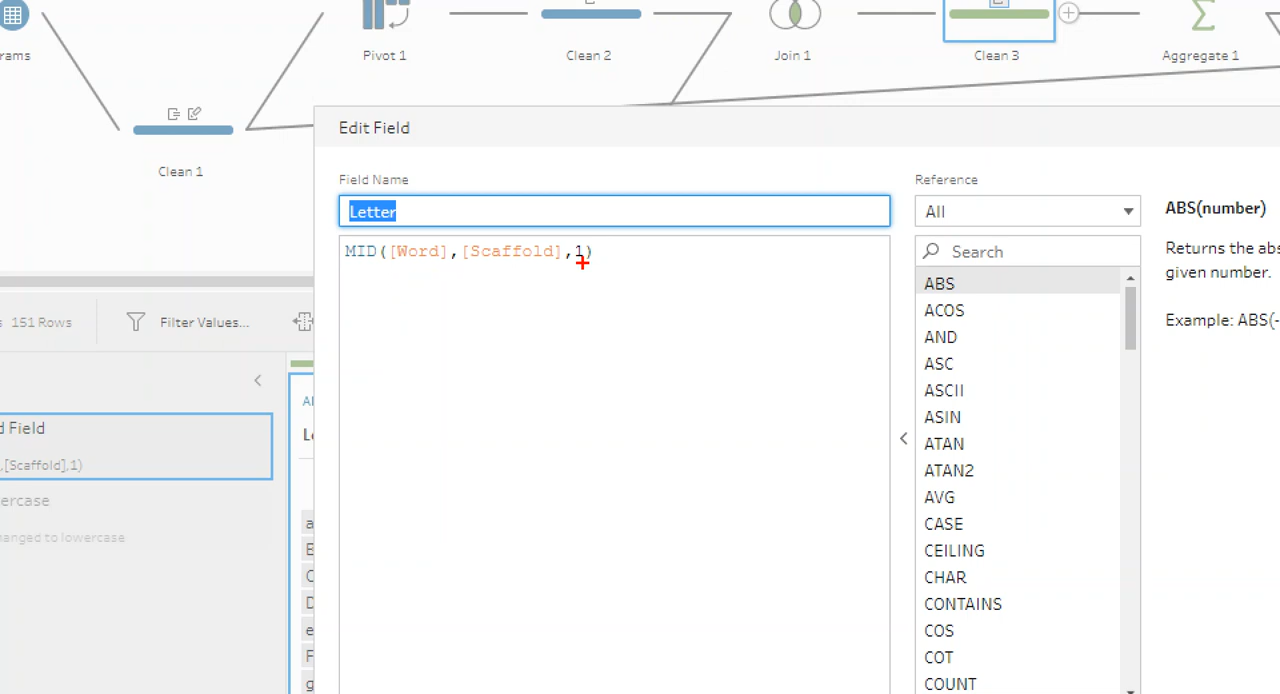 rams
Pivot 1
Clean 2
Join 1
Clean 3
Aggregate 1
Clean 1
Edit Field
Field Name
Letter
MID([Word],[Scaffold],1)
Reference
All
Search
ABS
ACOS
AND
ASC
ASCII
ASIN
ATAN
ATAN2
AVG
CASE
CEILING
CHAR
CONTAINS
COS
COT
COUNT
ABS(number)
Returns the abs
given number.
Example: ABS(-
s 151 Rows
Filter Values...
d Field
,[Scaffold],1)
ercase
hanged to lowercase
Al
Le
a
B
C
D
e
F
g